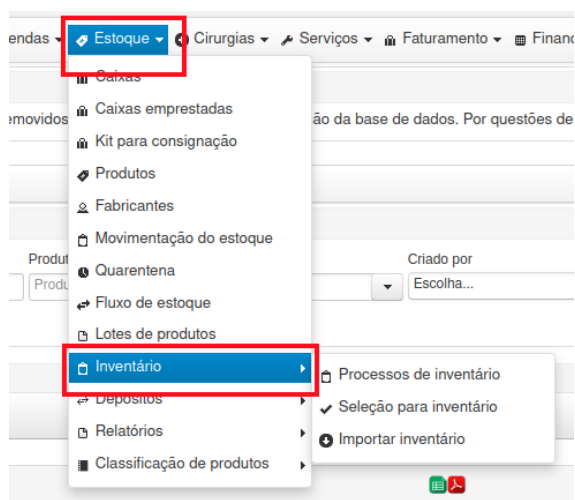 endas Estoque Cirurgias Serviços Faturamento Financ
Caixas
emovidos Caixas emprestadas ão da base de dados. Por questões de
Kit para consignação
Produtos
Fabricantes
Movimentação do estoque
Produt Quarentena Criado por
Produ Escolha...
Fluxo de estoque
Lotes de produtos
Inventário Processos de inventário
Depósitos Seleção para inventário
Relatórios Importar inventário
Classificação de produtos